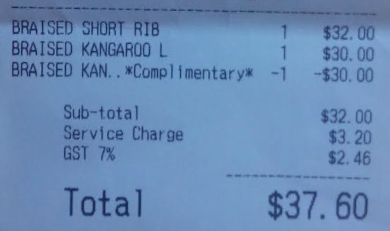 BRAISED SHORT RIB 1 $32.00
BRAISED KANGAROO L 1 $30.00
BRAISED KAN..*Complimentary* -1 -$30.00
Sub-total $32.00
Service Charge $3.20
GST 7% $2.46
Total $37.60